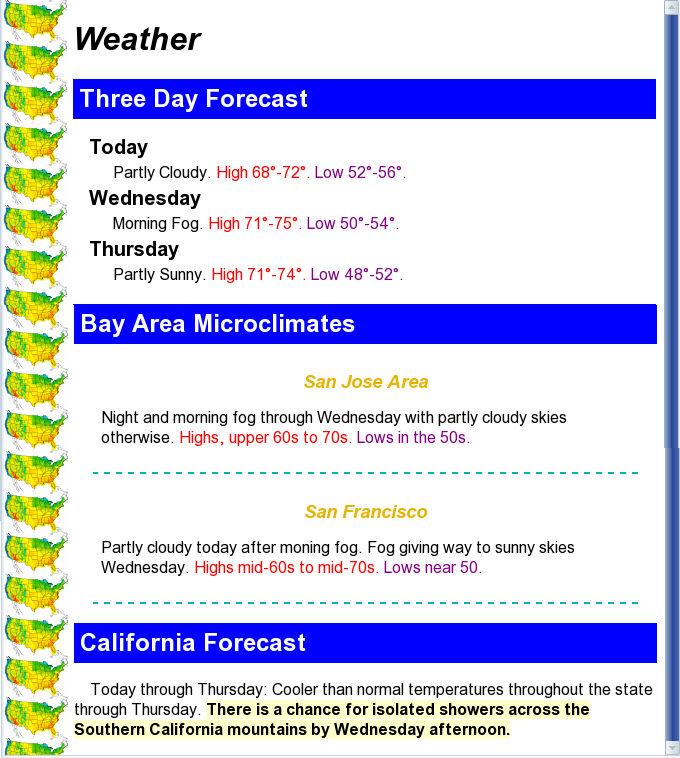 Weather
Three Day Forecast
Today
Partly Cloudy. High 68°-72°. Low 52°-56°.
Wednesday
Morning Fog. High 71°-75°. Low 50°-54°.
Thursday
Partly Sunny. High 71°-74°. Low 48°-52°.
Bay Area Microclimates
San Jose Area
Night and morning fog through Wednesday with partly cloudy skies
otherwise. Highs, upper 60s to 70s. Lows in the 50s.
San Francisco
Partly cloudy today after moning fog. Fog giving way to sunny skies
Wednesday. Highs mid-60s to mid-70s. Lows near 50.
California Forecast
Today through Thursday: Cooler than normal temperatures throughout the state
through Thursday. There is a chance for isolated showers across the
Southern California mountains by Wednesday afternoon.